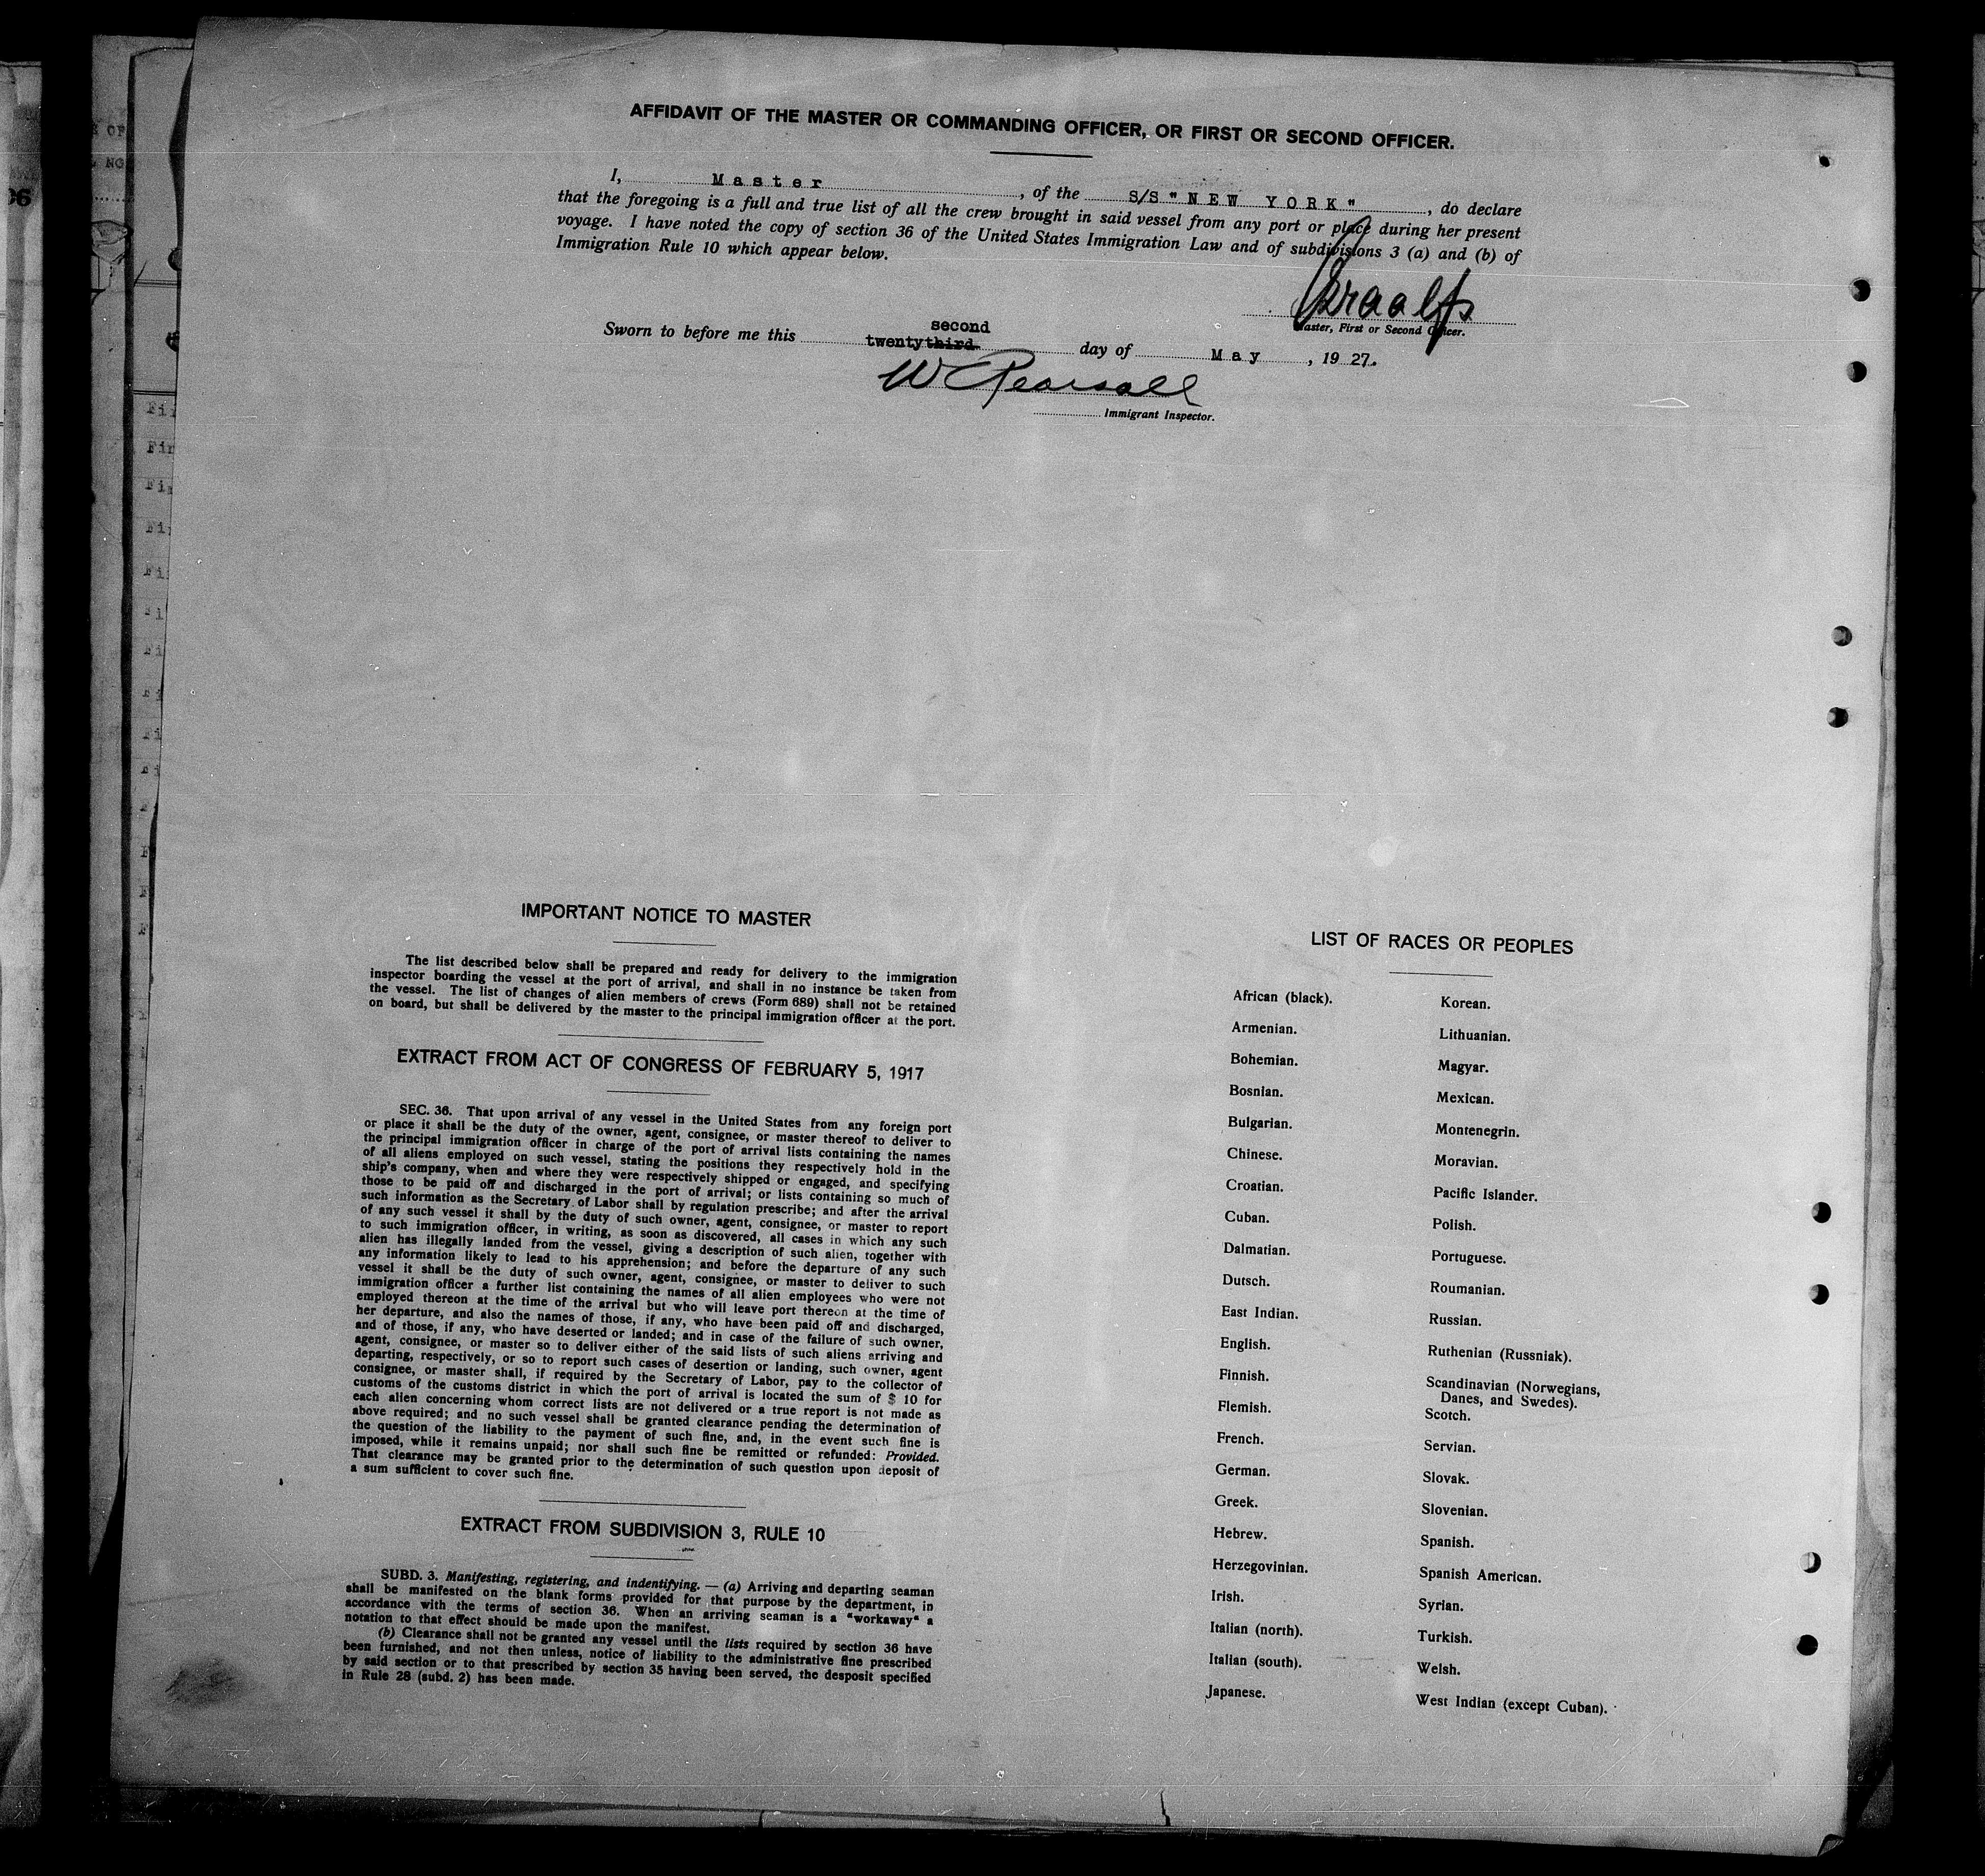 AFFIDAVIT OF THE MASTER OR COMMANDING OFFICER, OR FIRST OR SECOND OFFICER.
I, Master, of the S/S "NEW YORK", do declare
that the foregoing is a full and true list of all the crew brought in said vessel from any port or place during her present
voyage. I have noted the copy of section 36 of the United States Immigration Law and of subdivisions 3 (a) and (b) of
Immigration Rule 10 which appear below.
Master, First or Second Officer.
second
Sworn to before me this twenty third day of May, 1927.
W Pearsall
Immigrant Inspector.
IMPORTANT NOTICE TO MASTER
The list described below shall be prepared and ready for delivery to the immigration
inspector boarding the vessel at the port of arrival, and shall in no instance be taken from
the vessel. The list of changes of alien members of crews (Form 689) shall not be retained
on board, but shall be delivered by the master to the principal immigration officer at the port.
EXTRACT FROM ACT OF CONGRESS OF FEBRUARY 5, 1917
SEC. 36. That upon arrival of any vessel in the United States from any foreign port
or place it shall be the duty of the owner, agent, consignee, or master thereof to deliver to
the principal immigration officer in charge of the port of arrival lists containing the names
of all aliens employed on such vessel, stating the positions they respectively hold in the
ship's company, when and where they were respectively shipped or engaged, and specifying
those to be paid off and discharged in the port of arrival; or lists containing so much of
such information as the Secretary of Labor shall by regulation prescribe; and after the arrival
of any such vessel it shall by the duty of such owner, agent, consignee, or master to report
to such immigration officer, in writing, as soon as discovered, all cases in which any such
alien has illegally landed from the vessel, giving a description of such alien, together with
any information likely to lead to his apprehension; and before the departure of any such
vessel it shall be the duty of such owner, agent, consignee, or master to deliver to such
immigration officer a further list containing the names of all alien employees who were not
employed thereon at the time of the arrival but who will leave port thereon at the time of
her departure, and also the names of those, if any, who have been paid off and discharged,
and of those, if any, who have deserted or landed; and in case of the failure of such owner,
agent, consignee, or master so to deliver either of the said lists of such aliens arriving and
departing, respectively, or so to report such cases of desertion or landing, such owner, agent
consignee, or master shall, if required by the Secretary of Labor, pay to the collector of
customs of the customs district in which the port of arrival is located the sum of $ 10 for
each alien concerning whom correct lists are not delivered or a true report is not made as
above required; and no such vessel shall be granted clearance pending the determination of
the question of the liability to the payment of such fine, and, in the event such fine is
imposed, while it remains unpaid; nor shall such fine be remitted or refunded: Provided.
That clearance may be granted prior to the determination of such question upon deposit of
a sum sufficient to cover such fine.
EXTRACT FROM SUBDIVISION 3, RULE 10
SUBD. 3. Manifesting, registering, and indentifying. — (a) Arriving and departing seaman
shall be manifested on the blank forms provided for that purpose by the department, in
accordance with the terms of section 36. When an arriving seaman is a "workaway" a
notation to that effect should be made upon the manifest.
(b) Clearance shall not be granted any vessel until the lists required by section 36 have
been furnished, and not then unless, notice of liability to the administrative fine prescribed
by said section or to that prescribed by section 35 having been served, the desposit specified
in Rule 28 (subd. 2) has been made.
LIST OF RACES OR PEOPLES
African (black).
Armenian.
Bohemian.
Bosnian.
Bulgarian.
Chinese.
Croatian.
Cuban.
Dalmatian.
Dutsch.
East Indian.
English.
Finnish.
Flemish.
French.
German.
Greek.
Hebrew.
Herzegovinian.
Irish.
Italian (north).
Italian (south).
Japanese.
Korean.
Lithuanian.
Magyar.
Mexican.
Montenegrin.
Moravian.
Pacific Islander.
Polish.
Portuguese.
Roumanian.
Russian.
Ruthenian (Russniak).
Scandinavian (Norwegians,
Danes, and Swedes).
Scotch.
Servian.
Slovak.
Slovenian.
Spanish.
Spanish American.
Syrian.
Turkish.
Welsh.
West Indian (except Cuban).